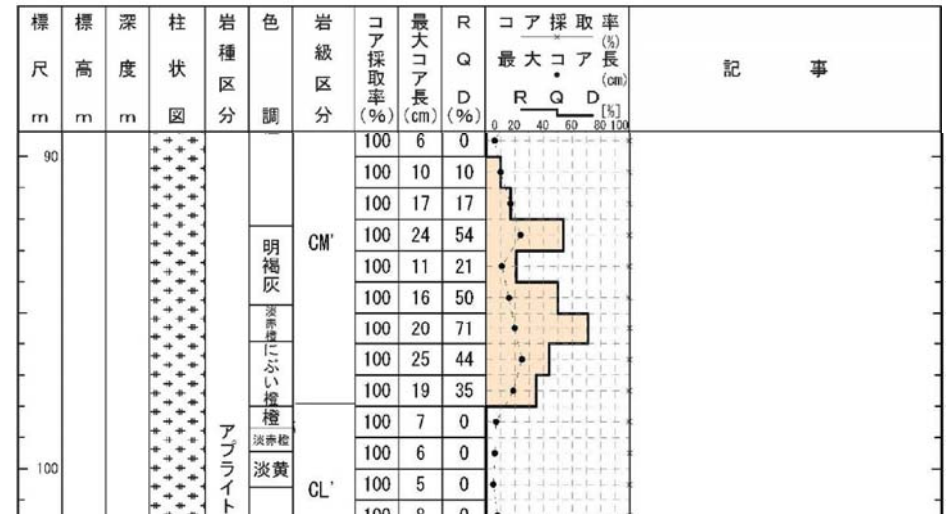 標尺 m
標高 m
深度 m
柱状図
岩種区分
色調
岩級区分
コア採取率(%)
最大コア長(cm)
RQD(%)
コア採取率(%)
最大コア長(cm)
RQD[%]
0 20 40 60 80 100
記事
100 6 0
90
100 10 10
100 17 17
100 24 54
明褐灰
CM'
100 11 21
100 16 50
淡赤橙
100 20 71
にぶい橙
100 25 44
100 19 35
橙
100 7 0
アプライト
淡赤橙
100 6 0
100
淡黄
CL'
100 5 0
100 8 0